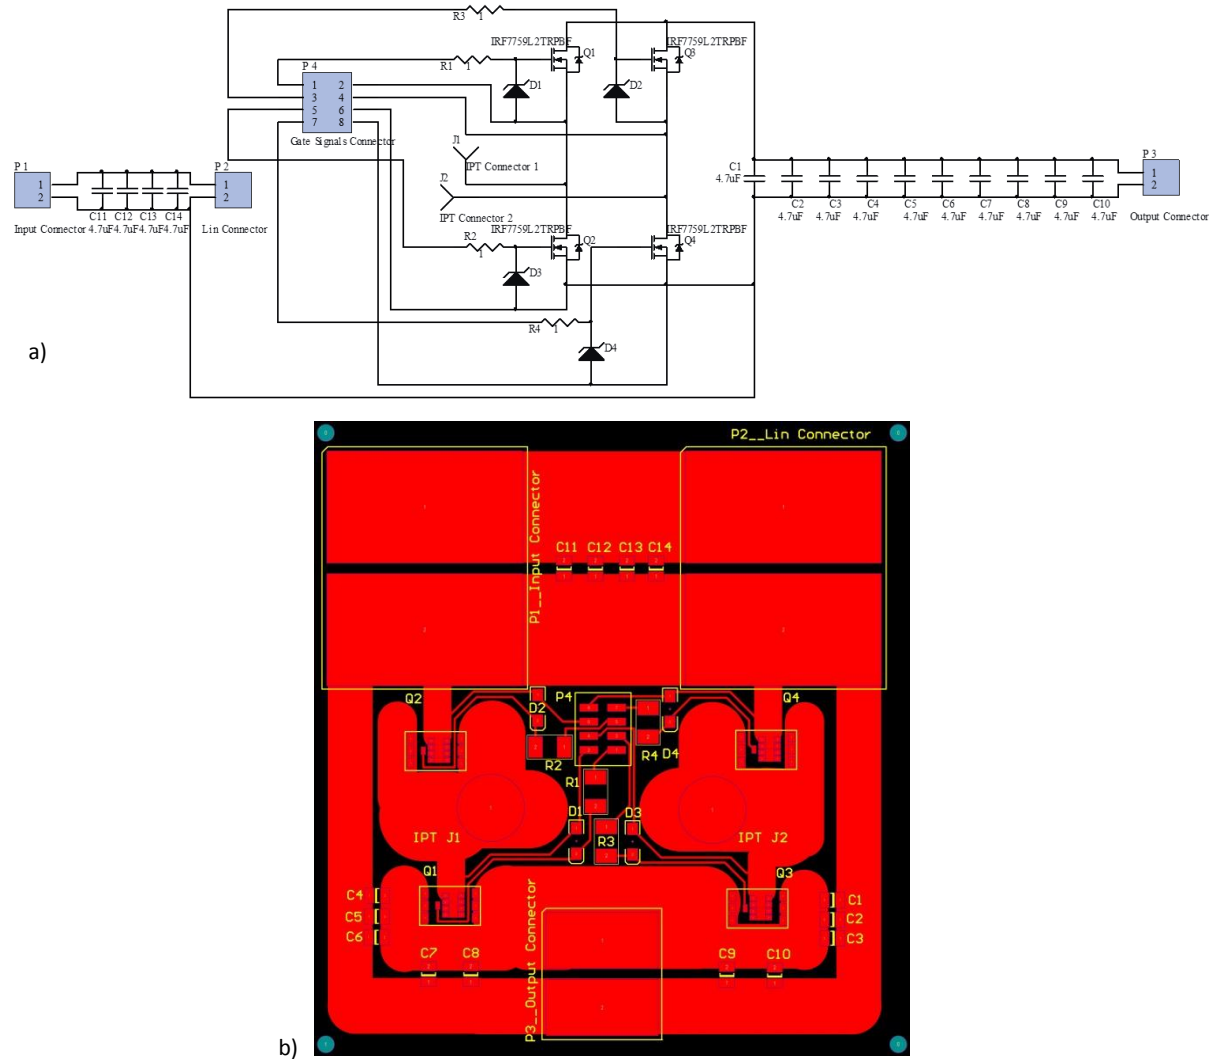 R3
1
IRF7759L2TRPBF
IRF7759L2TRPBF
Q1
Q3
R1
1
P 4
1 2
3 4
5 6
7 8
D1
D2
Gate Signals Connector
J1
IPT Connector 1
J2
IPT Connector 2
P 1
1
2
C11 C12 C13 C14
4.7uF 4.7uF 4.7uF 4.7uF
Input Connector
P 2
1
2
Lin Connector
C1
4.7uF
C2 C3 C4 C5 C6 C7 C8 C9 C10
4.7uF 4.7uF 4.7uF 4.7uF 4.7uF 4.7uF 4.7uF 4.7uF 4.7uF
P 3
1
2
Output Connector
IRF7759L2TRPBF
IRF7759L2TRPBF
R2
1
Q2
Q4
D3
R4
1
D4
a)
P2__Lin Connector
P1__Input Connector
C11 C12 C13 C14
Q2
D2
P4
Q4
R2
R4
D4
R1
D1
D3
R3
IPT J1
IPT J2
Q1
Q3
C4
C5
C6
C7 C8
C9 C10
C1
C2
C3
P3__Output Connector
b)